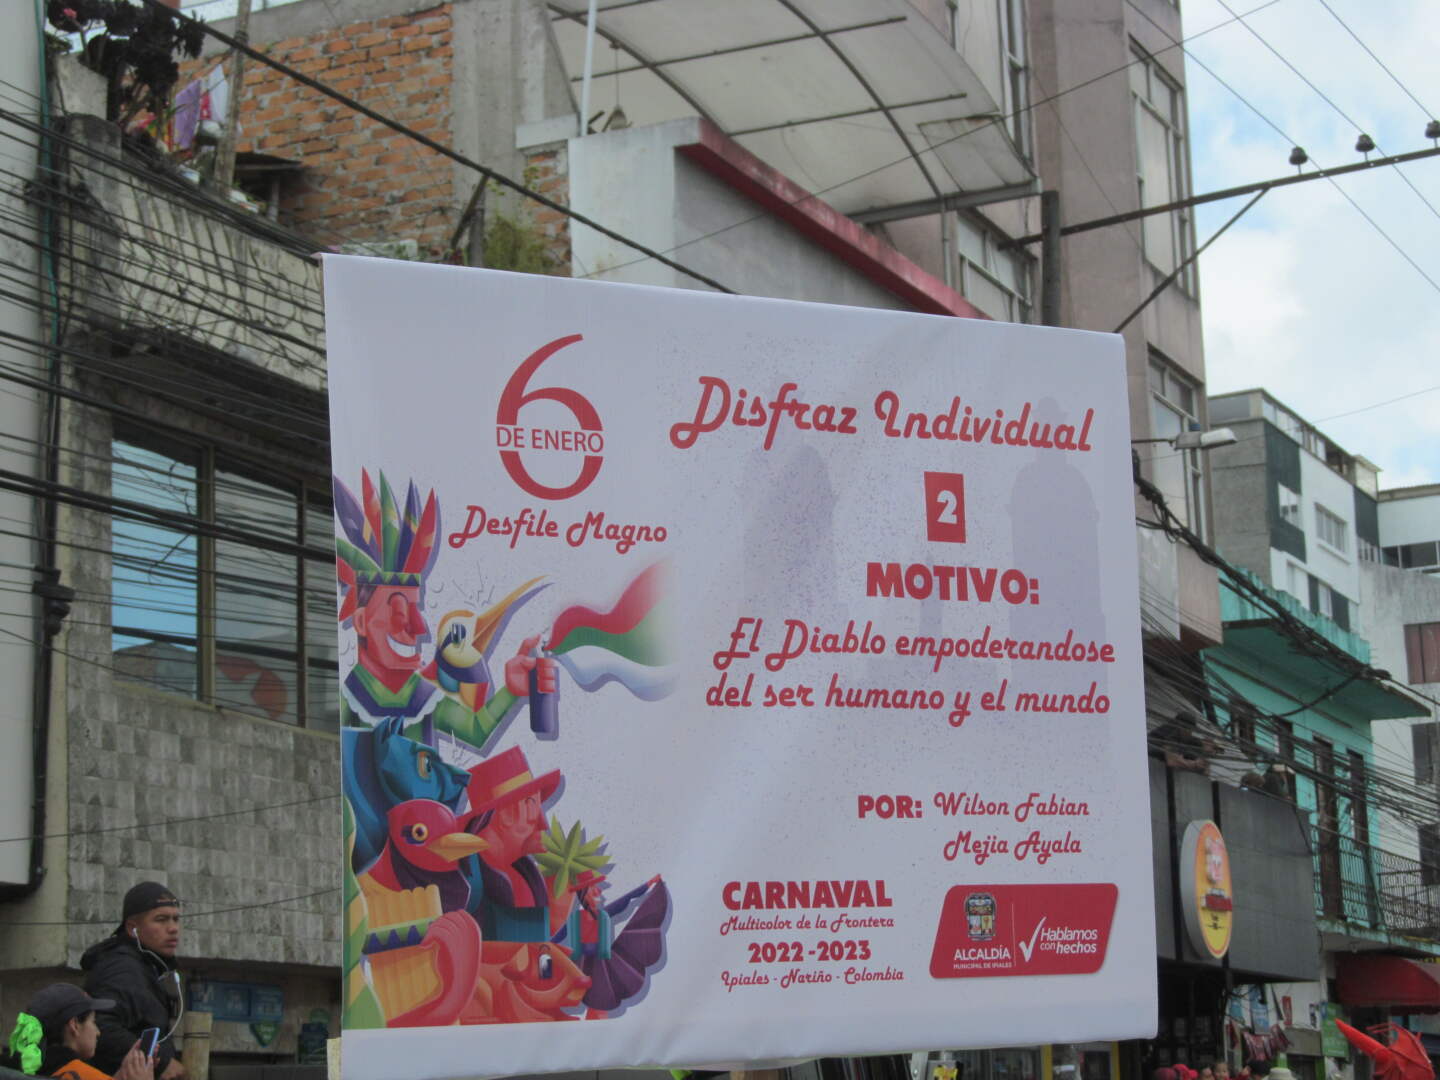 6
DE ENERO
Desfile Magno
Disfraz Individual
2
MOTIVO:
El Diablo empoderandose
del ser humano y el mundo
POR: Wilson Fabian
Mejia Ayala
CARNAVAL
Multicolor de la Frontera
2022-2023
Ipiales - Nariño - Colombia
ALCALDÍA
MUNICIPAL DE IPIALES
Hablamos
con hechos